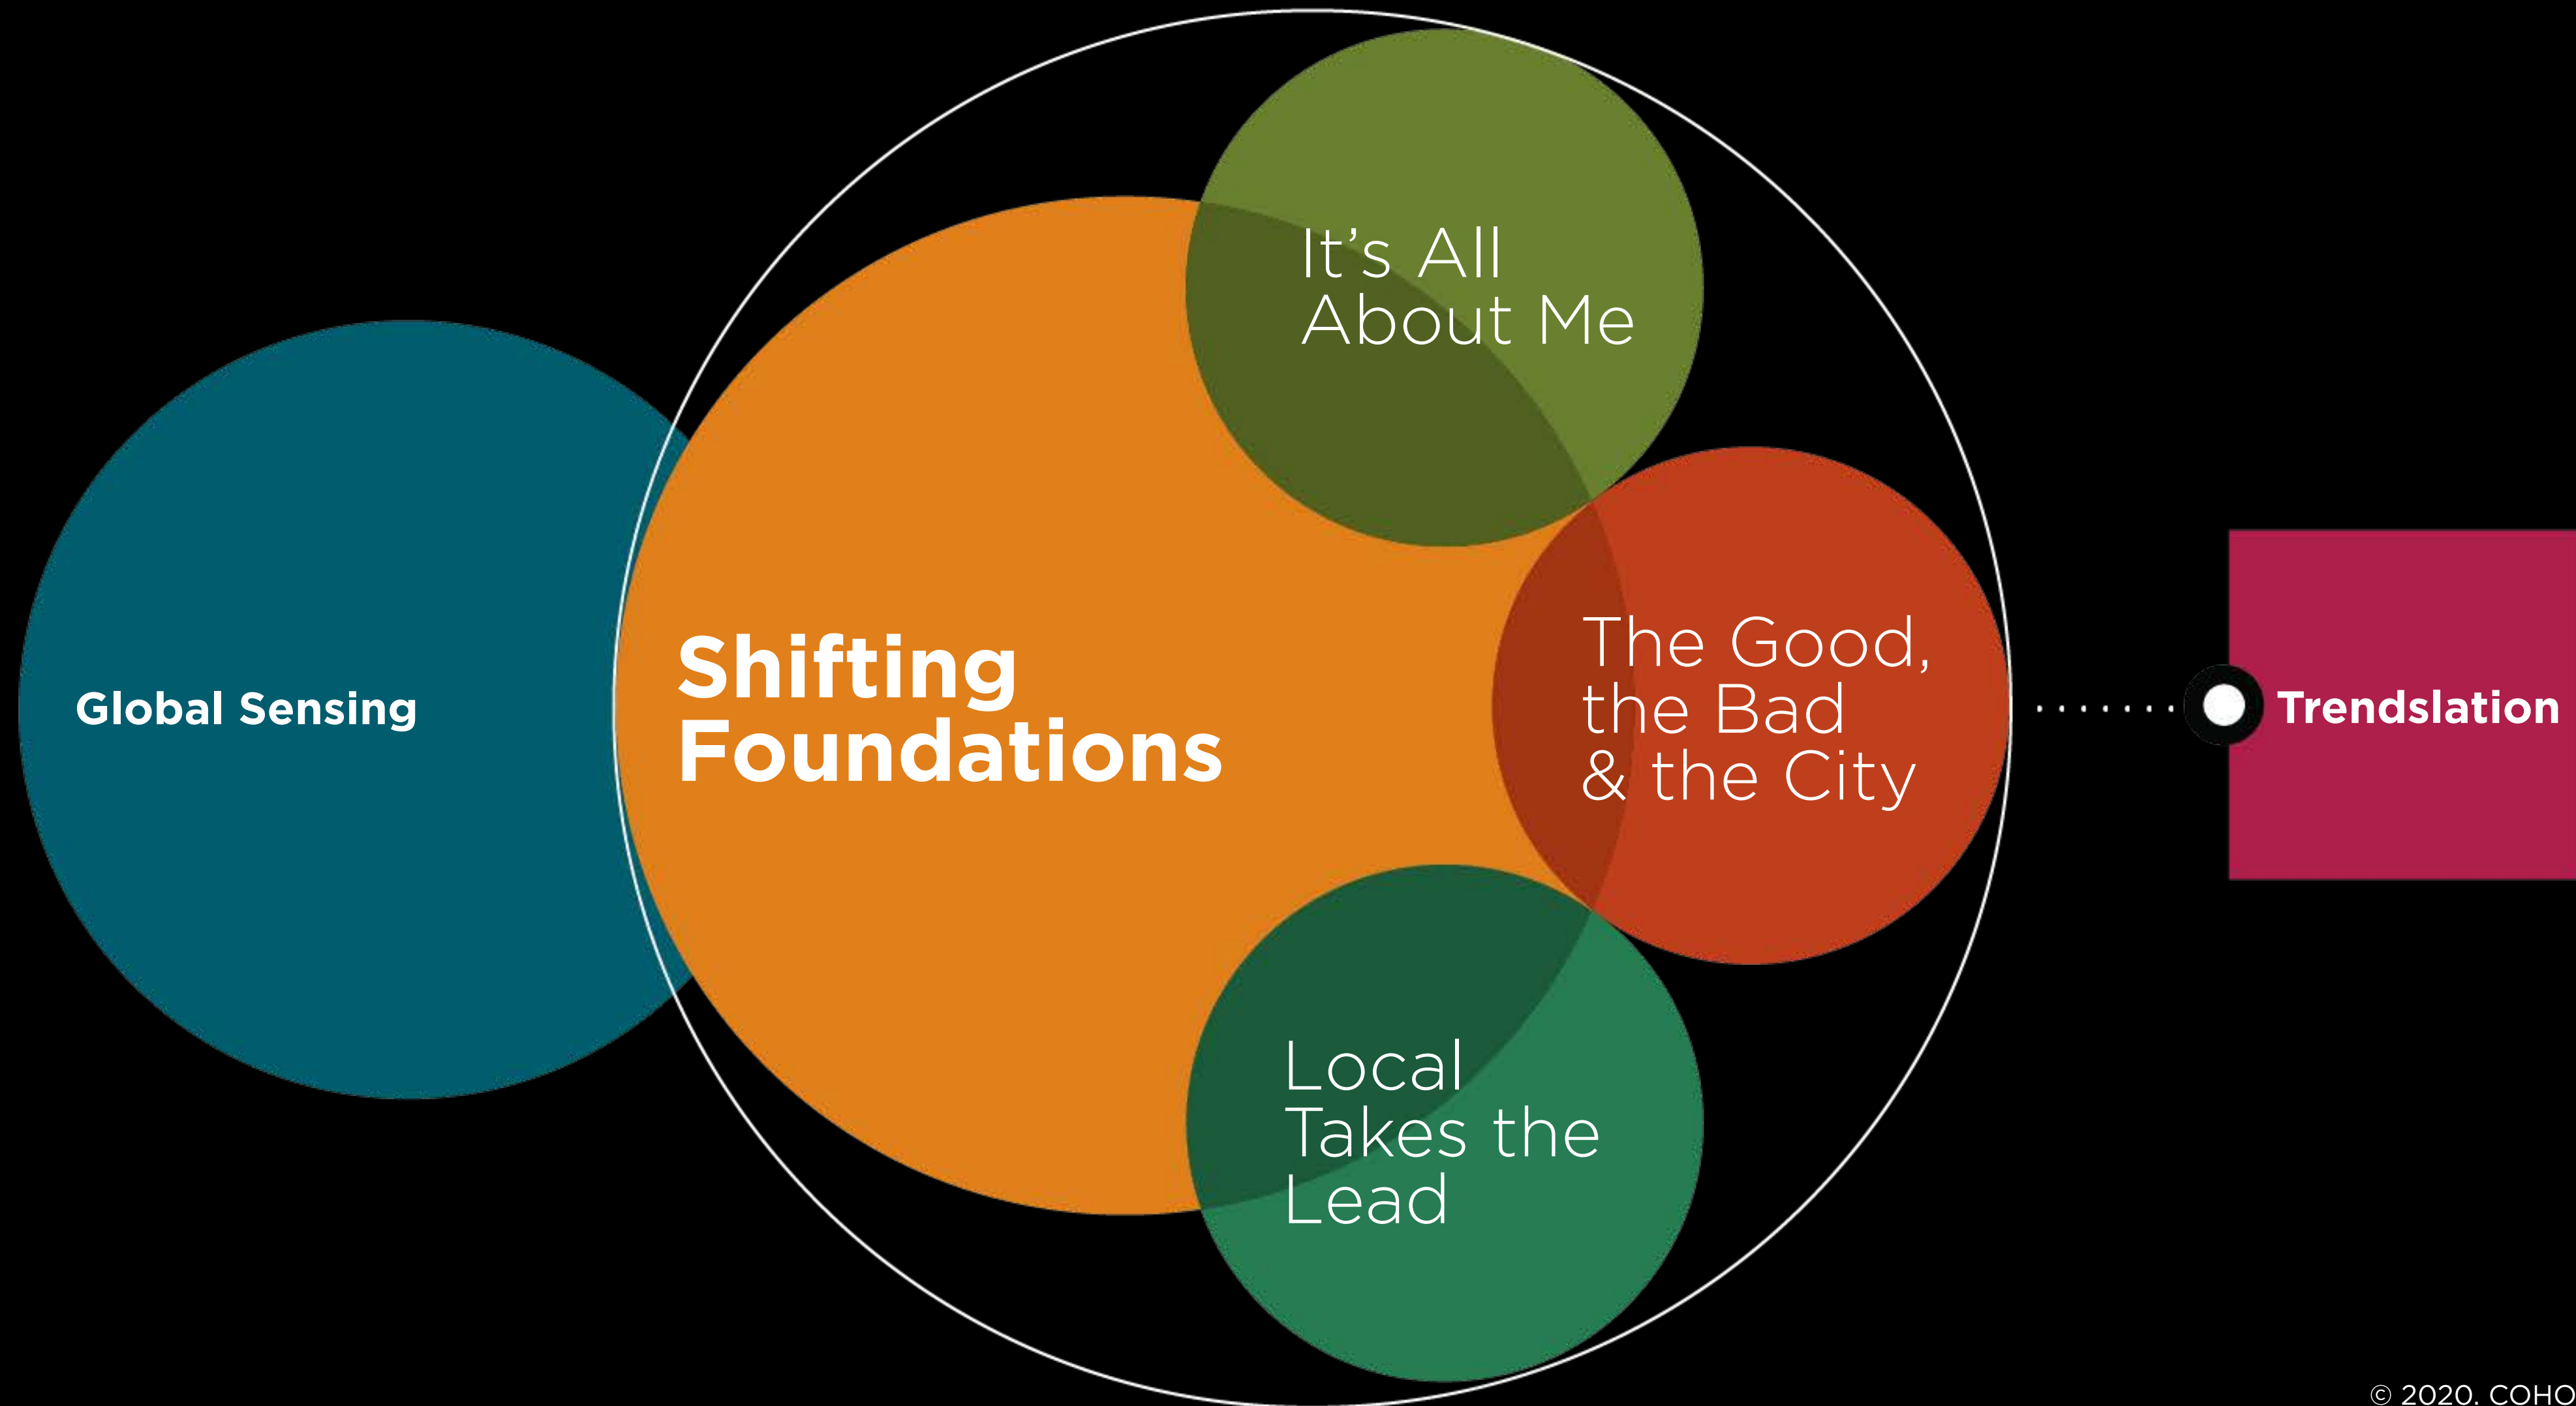 Global Sensing
Shifting
Foundations
It's All
About Me
The Good,
the Bad
& the City
Local
Takes the
Lead
Trendslation
© 2020. COHO